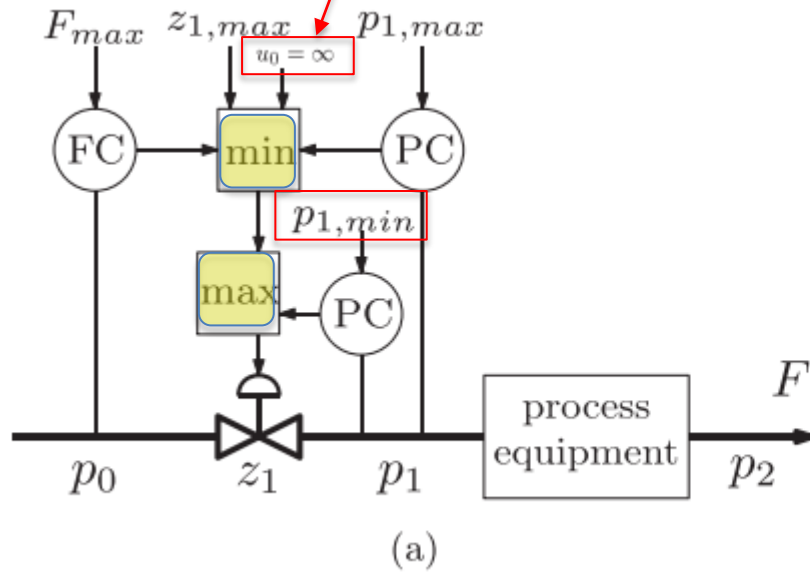 F_max z_1,max p_1,max
u_0 = ∞
FC min PC
p_1,min
max PC
process
equipment
F
p_0 z_1 p_1 p_2
(a)